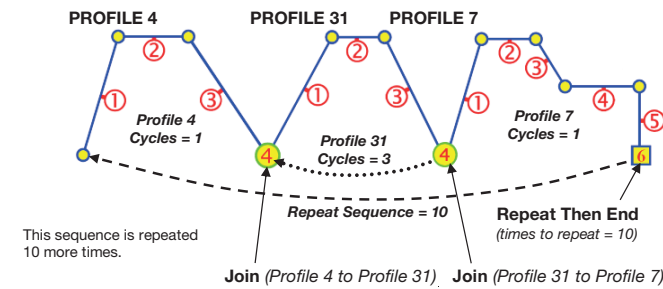 PROFILE 4 PROFILE 31 PROFILE 7
② ② ②
① ③ ① ③ ① ③ ④ ⑤
Profile 4
Cycles = 1
Profile 31
Cycles = 3
Profile 7
Cycles = 1
4 4 6
Repeat Sequence = 10
Repeat Then End
(times to repeat = 10)
This sequence is repeated
10 more times.
Join (Profile 4 to Profile 31) Join (Profile 31 to Profile 7)